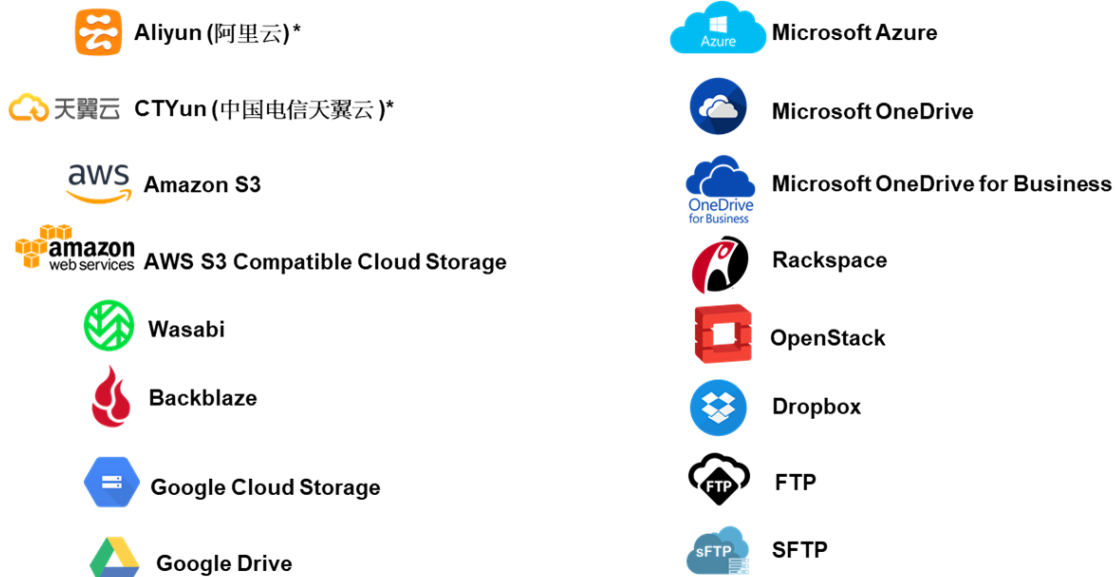 Aliyun (阿里云)*
天翼云 CTYun (中国电信天翼云 )*
aws Amazon S3
amazon
web services AWS S3 Compatible Cloud Storage
Wasabi
Backblaze
Google Cloud Storage
Google Drive
Azure Microsoft Azure
Microsoft OneDrive
OneDrive
for Business
Microsoft OneDrive for Business
Rackspace
OpenStack
Dropbox
FTP FTP
sFTP SFTP